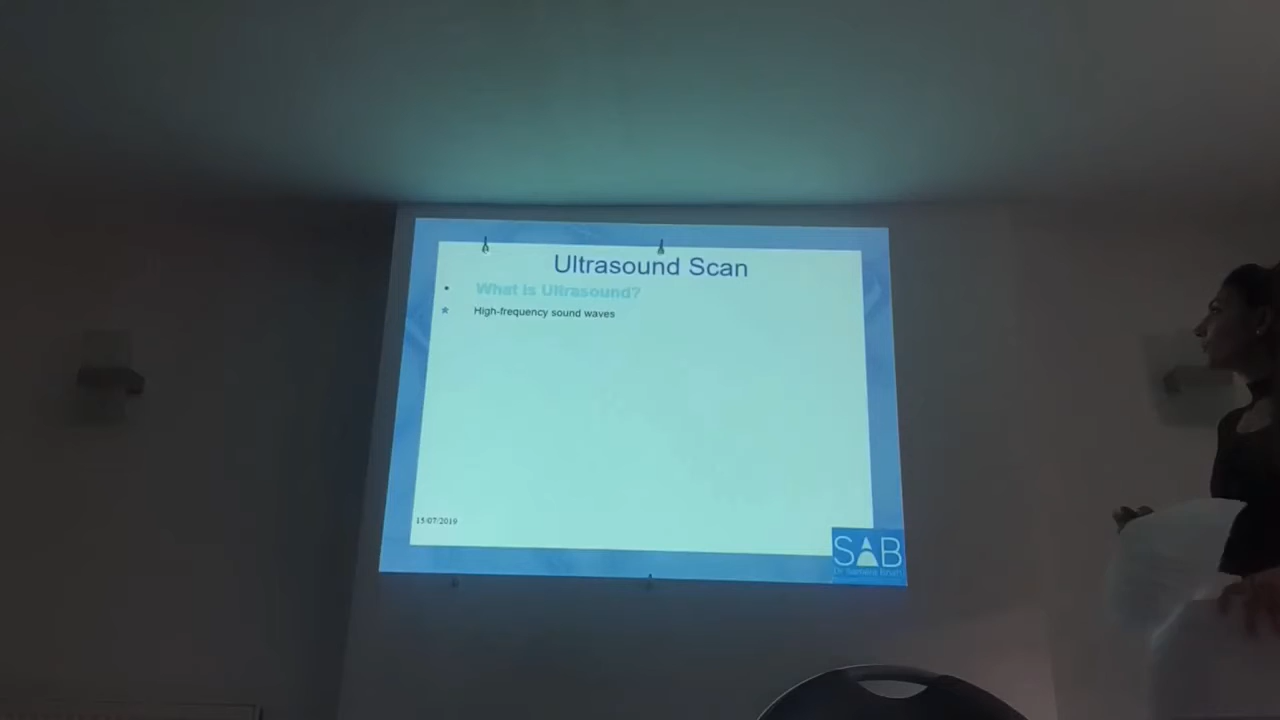 Ultrasound Scan
What is Ultrasound?
High-frequency sound waves
15/07/2019
SAB